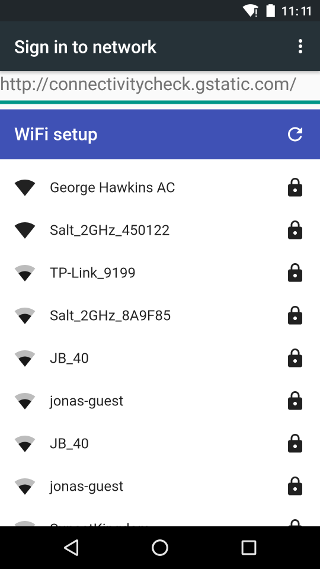 11:11
Sign in to network
http://connectivitycheck.gstatic.com/
WiFi setup
George Hawkins AC
Salt_2GHz_450122
TP-Link_9199
Salt_2GHz_8A9F85
JB_40
jonas-guest
JB_40
jonas-guest